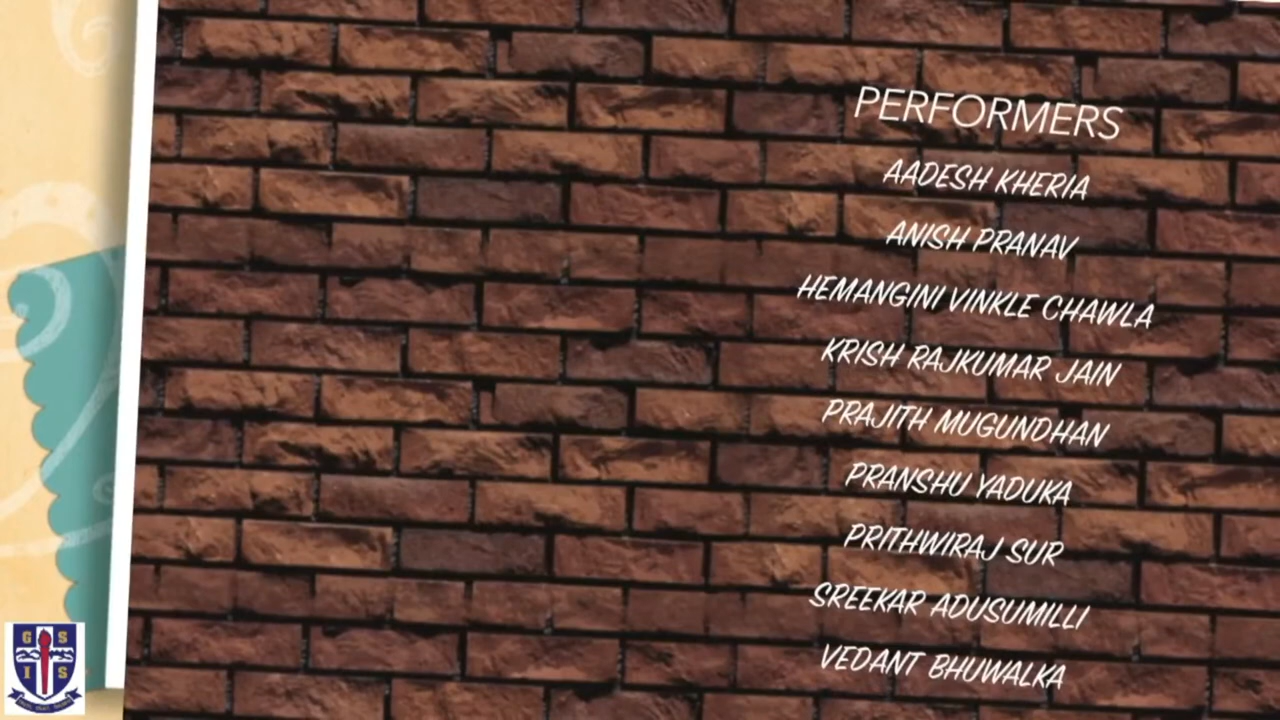 PERFORMERS
AADESH KHERIA
ANISH PRANAV
HEMANGINI VINKLE CHAWLA
KRISH RAJKUMAR JAIN
PRAJITH MUGUNDHAN
PRANSHU YADUKA
PRITHWIRAJ SUR
SREEKAR ADUSUMILLI
VEDANT BHUWALKA
G S
I S